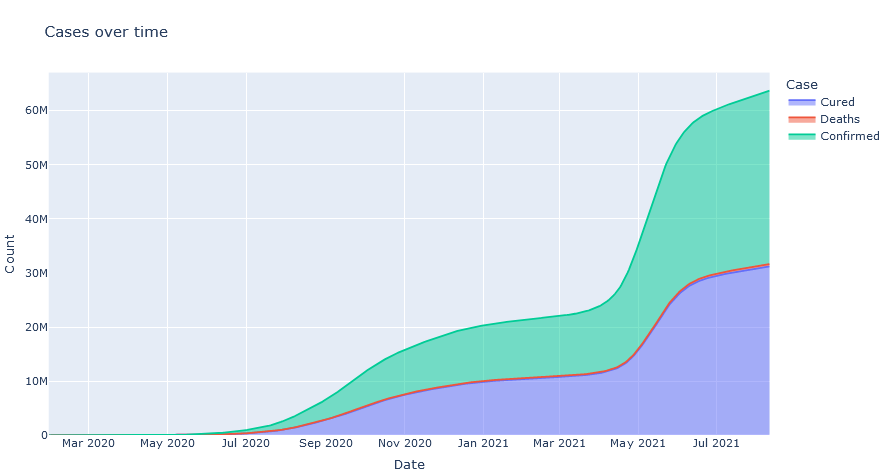 Cases over time
Case
Cured
Deaths
Confirmed
60M
50M
40M
30M
20M
10M
0
Count
Mar 2020 May 2020 Jul 2020 Sep 2020 Nov 2020 Jan 2021 Mar 2021 May 2021 Jul 2021
Date